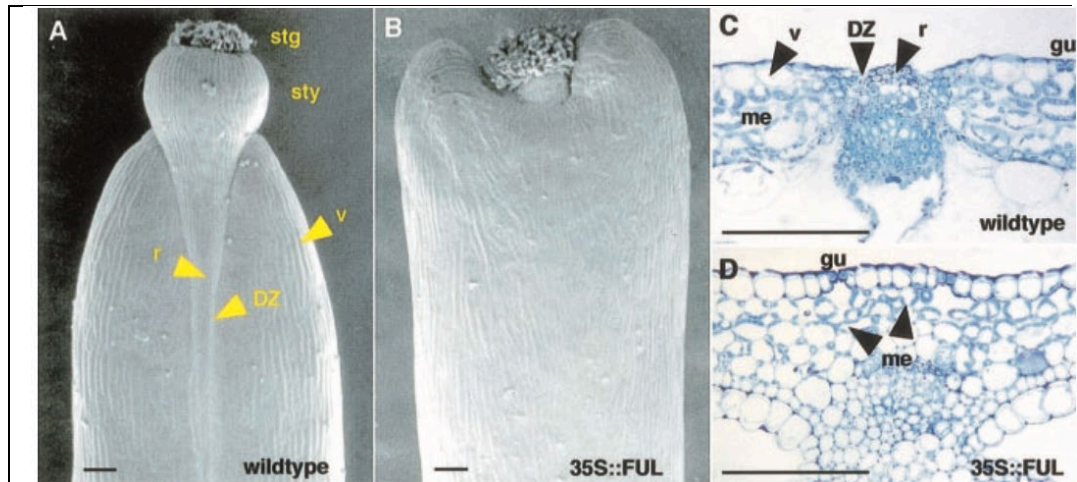 A
stg
sty
v
r
DZ
wildtype
B
35S::FUL
C
v
DZ
r
gu
me
wildtype
D
gu
me
35S::FUL